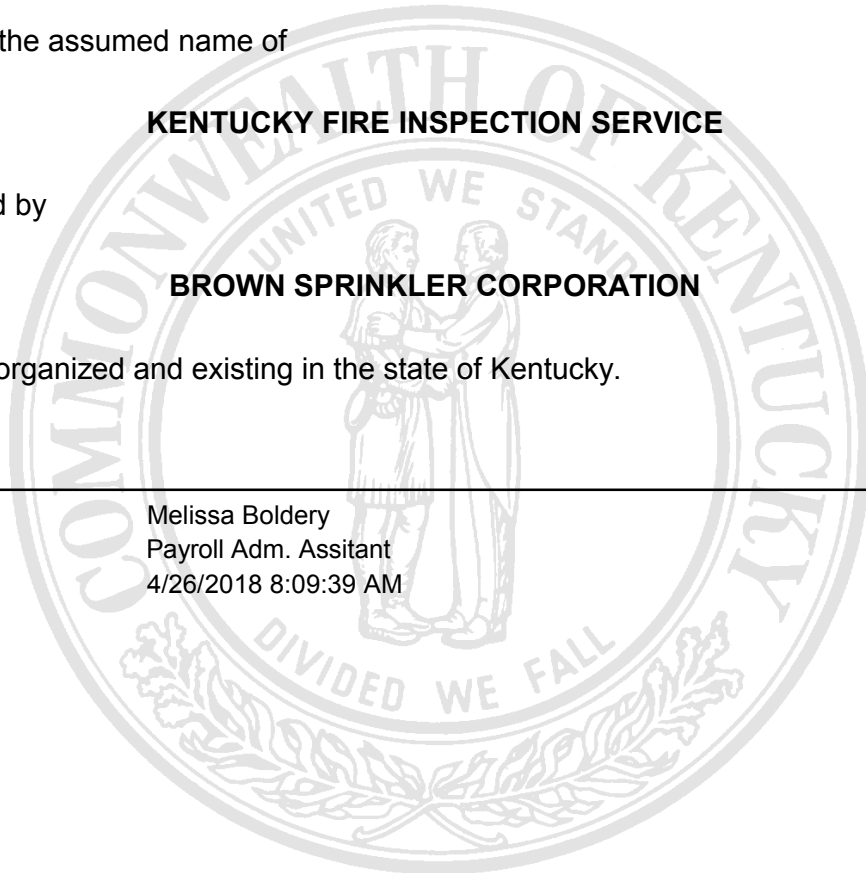 the assumed name of
KENTUCKY FIRE INSPECTION SERVICE
d by
BROWN SPRINKLER CORPORATION
organized and existing in the state of Kentucky.
Melissa Boldery
Payroll Adm. Assitant
4/26/2018 8:09:39 AM
COMMONWEALTH OF KENTUCKY
UNITED WE STAND
DIVIDED WE FALL